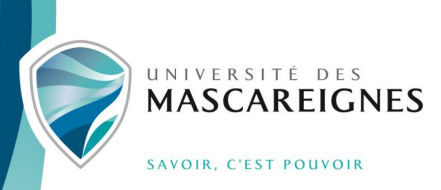 UNIVERSITÉ DES
MASCAREIGNES
SAVOIR, C'EST POUVOIR